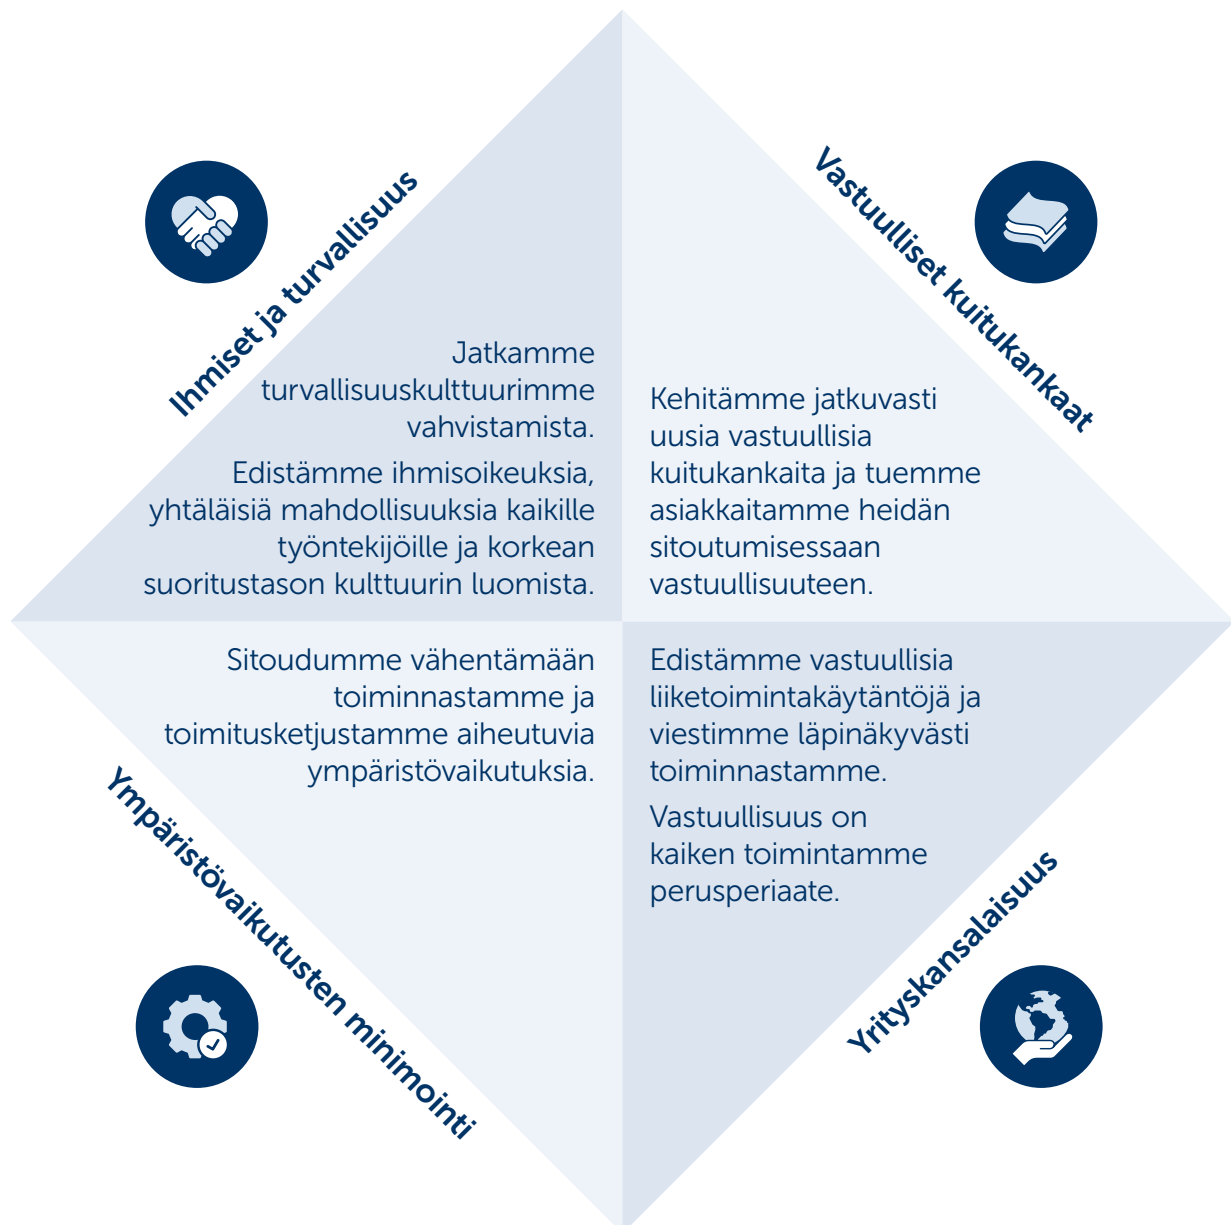 Ihmiset ja turvallisuus
Jatkamme
turvallisuuskulttuurimme
vahvistamista.
Edistämme ihmisoikeuksia,
yhtäläisiä mahdollisuuksia kaikille
työntekijöille ja korkean
suoritustason kulttuurin luomista.
Vastuulliset kuitukankaat
Kehitämme jatkuvasti
uusia vastuullisia
kuitukankaita ja tuemme
asiakkaitamme heidän
sitoutumisessaan
vastuullisuuteen.
Ympäristövaikutusten minimointi
Sitoudumme vähentämään
toiminnastamme ja
toimitusketjustamme aiheutuvia
ympäristövaikutuksia.
Yrityskansalaisuus
Edistämme vastuullisia
liiketoimintakäytäntöjä ja
viestimme läpinäkyvästi
toiminnastamme.
Vastuullisuus on
kaiken toimintamme
perusperiaate.